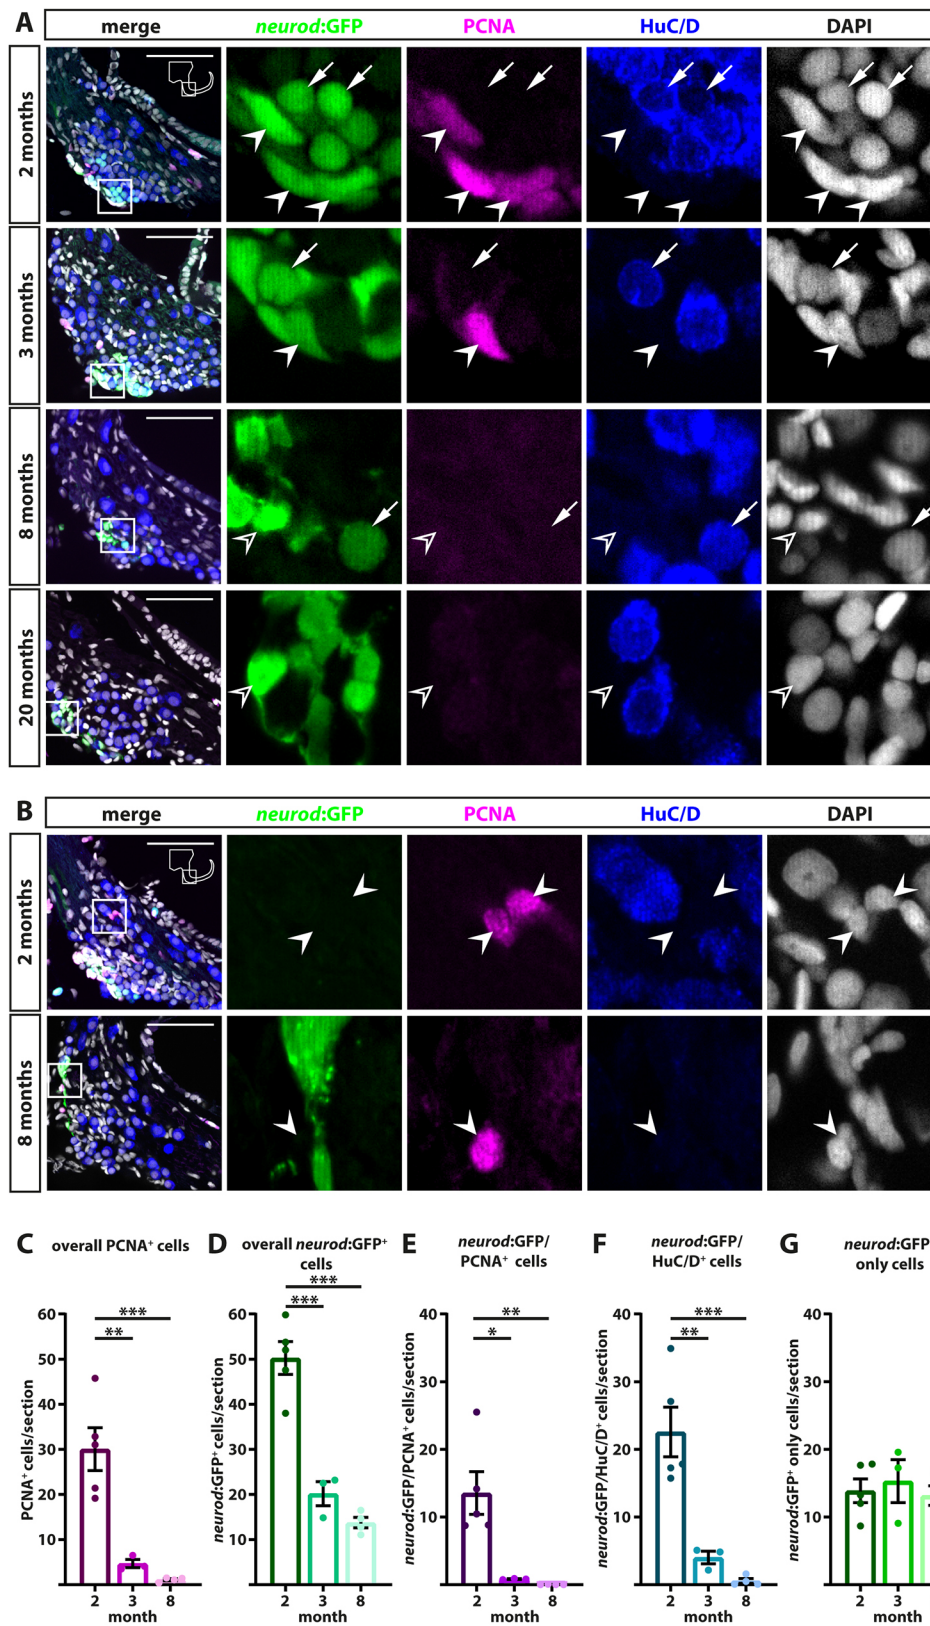 A
merge
neurod:GFP
PCNA
HuC/D
DAPI
2 months
3 months
8 months
20 months
B
merge
neurod:GFP
PCNA
HuC/D
DAPI
2 months
8 months
C
overall PCNA⁺ cells
***
**
PCNA⁺ cells/section
60
50
40
30
20
10
2 3 8
month
D
overall neurod:GFP⁺
cells
***
***
neurod:GFP⁺ cells/section
60
50
40
30
20
10
2 3 8
month
E
neurod:GFP/
PCNA⁺ cells
**
*
neurod:GFP/PCNA⁺ cells/section
40
30
20
10
2 3 8
month
F
neurod:GFP/
HuC/D⁺ cells
***
**
neurod:GFP/HuC/D⁺ cells/section
40
30
20
10
2 3 8
month
G
neurod:GFP
only cells
neurod:GFP⁺ only cells/section
40
30
20
10
2 3
month